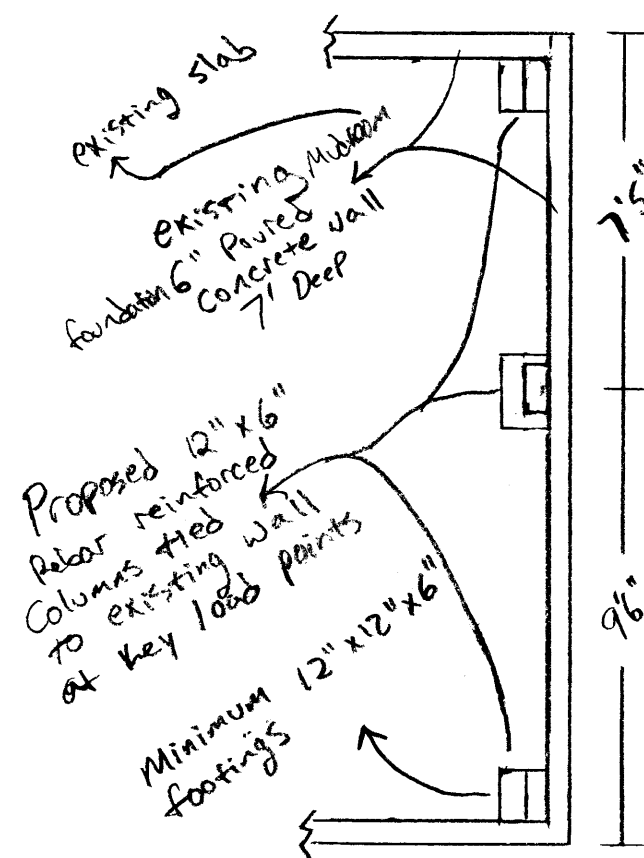 existing slab
existing Mudroom
foundation 6" Poured
concrete wall
7' Deep
7'5"
Proposed 12" x 6"
Rebar reinforced
Columns tied
to existing wall
at key load points
9'6"
Minimum 12" x 12" x 6"
footings